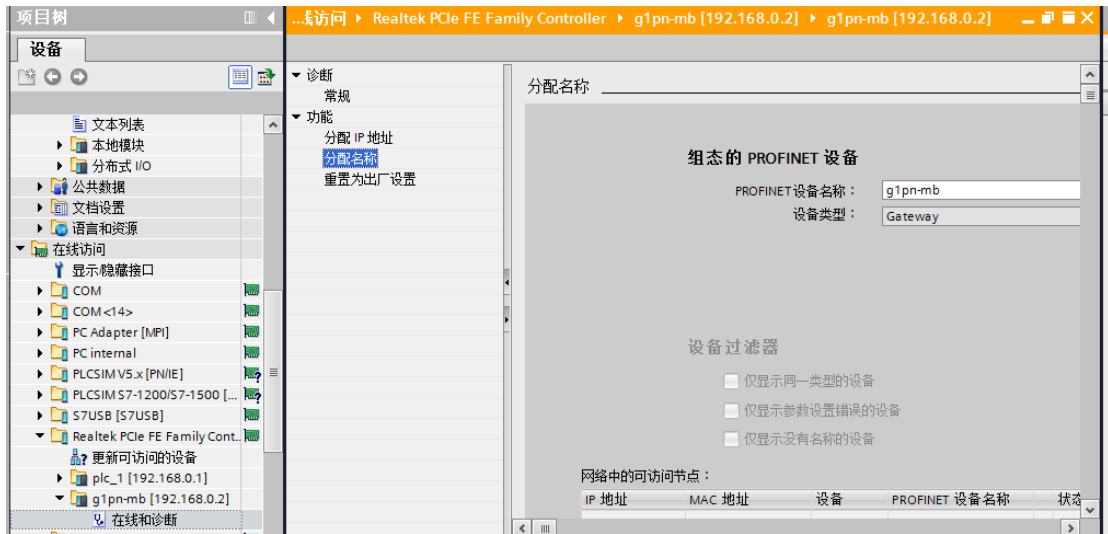 项目树
...线访问 ▸ Realtek PCIe FE Family Controller ▸ g1pn-mb [192.168.0.2] ▸ g1pn-mb [192.168.0.2]
设备
文本列表
本地模块
分布式 I/O
公共数据
文档设置
语言和资源
在线访问
显示/隐藏接口
COM
COM <14>
PC Adapter [MPI]
PC internal
PLCSIM V5.x [PN/IE]
PLCSIM S7-1200/S7-1500 [...
S7USB [S7USB]
Realtek PCIe FE Family Cont..
更新可访问的设备
plc_1 [192.168.0.1]
g1pn-mb [192.168.0.2]
在线和诊断
诊断
常规
功能
分配 IP 地址
分配名称
重置为出厂设置
分配名称
组态的 PROFINET 设备
PROFINET设备名称： g1pn-mb
设备类型： Gateway
设备过滤器
仅显示同一类型的设备
仅显示参数设置错误的设备
仅显示没有名称的设备
网络中的可访问节点：
IP 地址 MAC 地址 设备 PROFINET 设备名称 状态